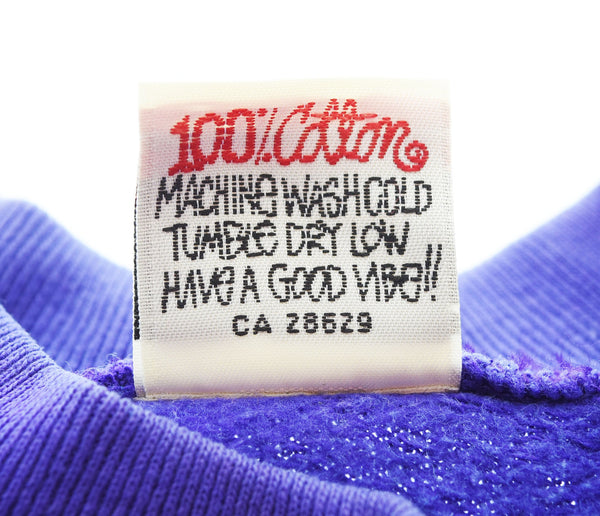 100% Cotton
MACHINE WASH COLD
TUMBLE DRY LOW
HAVE A GOOD VIBE!!
CA 28629